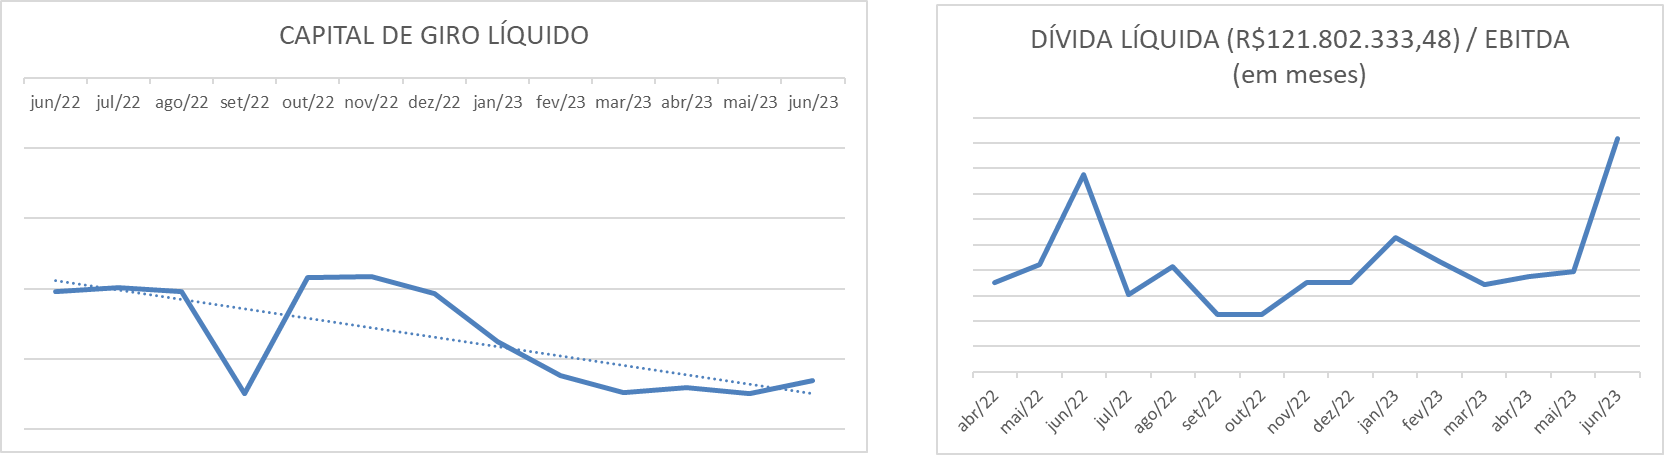 CAPITAL DE GIRO LÍQUIDO
jun/22 jul/22 ago/22 set/22 out/22 nov/22 dez/22 jan/23 fev/23 mar/23 abr/23 mai/23 jun/23
DÍVIDA LÍQUIDA (R$121.802.333,48) / EBITDA
(em meses)
abr/22 mai/22 jun/22 jul/22 ago/22 set/22 out/22 nov/22 dez/22 jan/23 fev/23 mar/23 abr/23 mai/23 jun/23